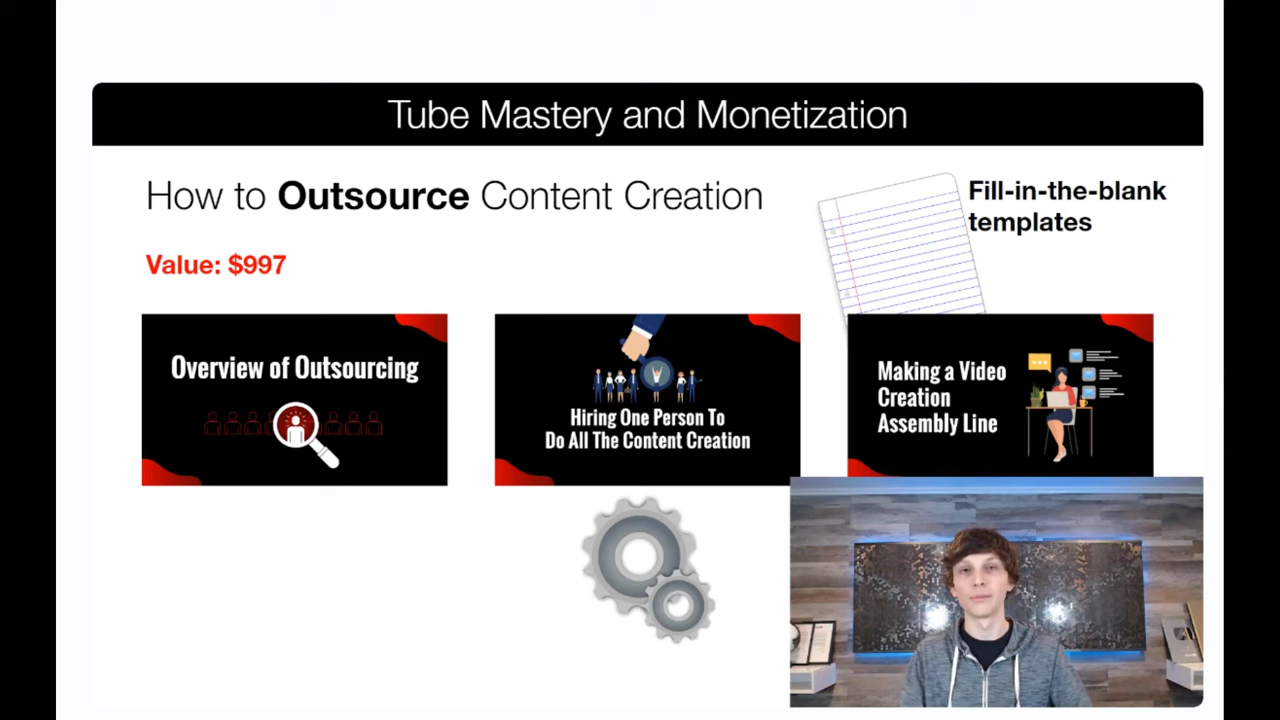 Tube Mastery and Monetization
How to Outsource Content Creation
Fill-in-the-blank
templates
Value: $997
Overview of Outsourcing
Hiring One Person To
Do All The Content Creation
Making a Video
Creation
Assembly Line